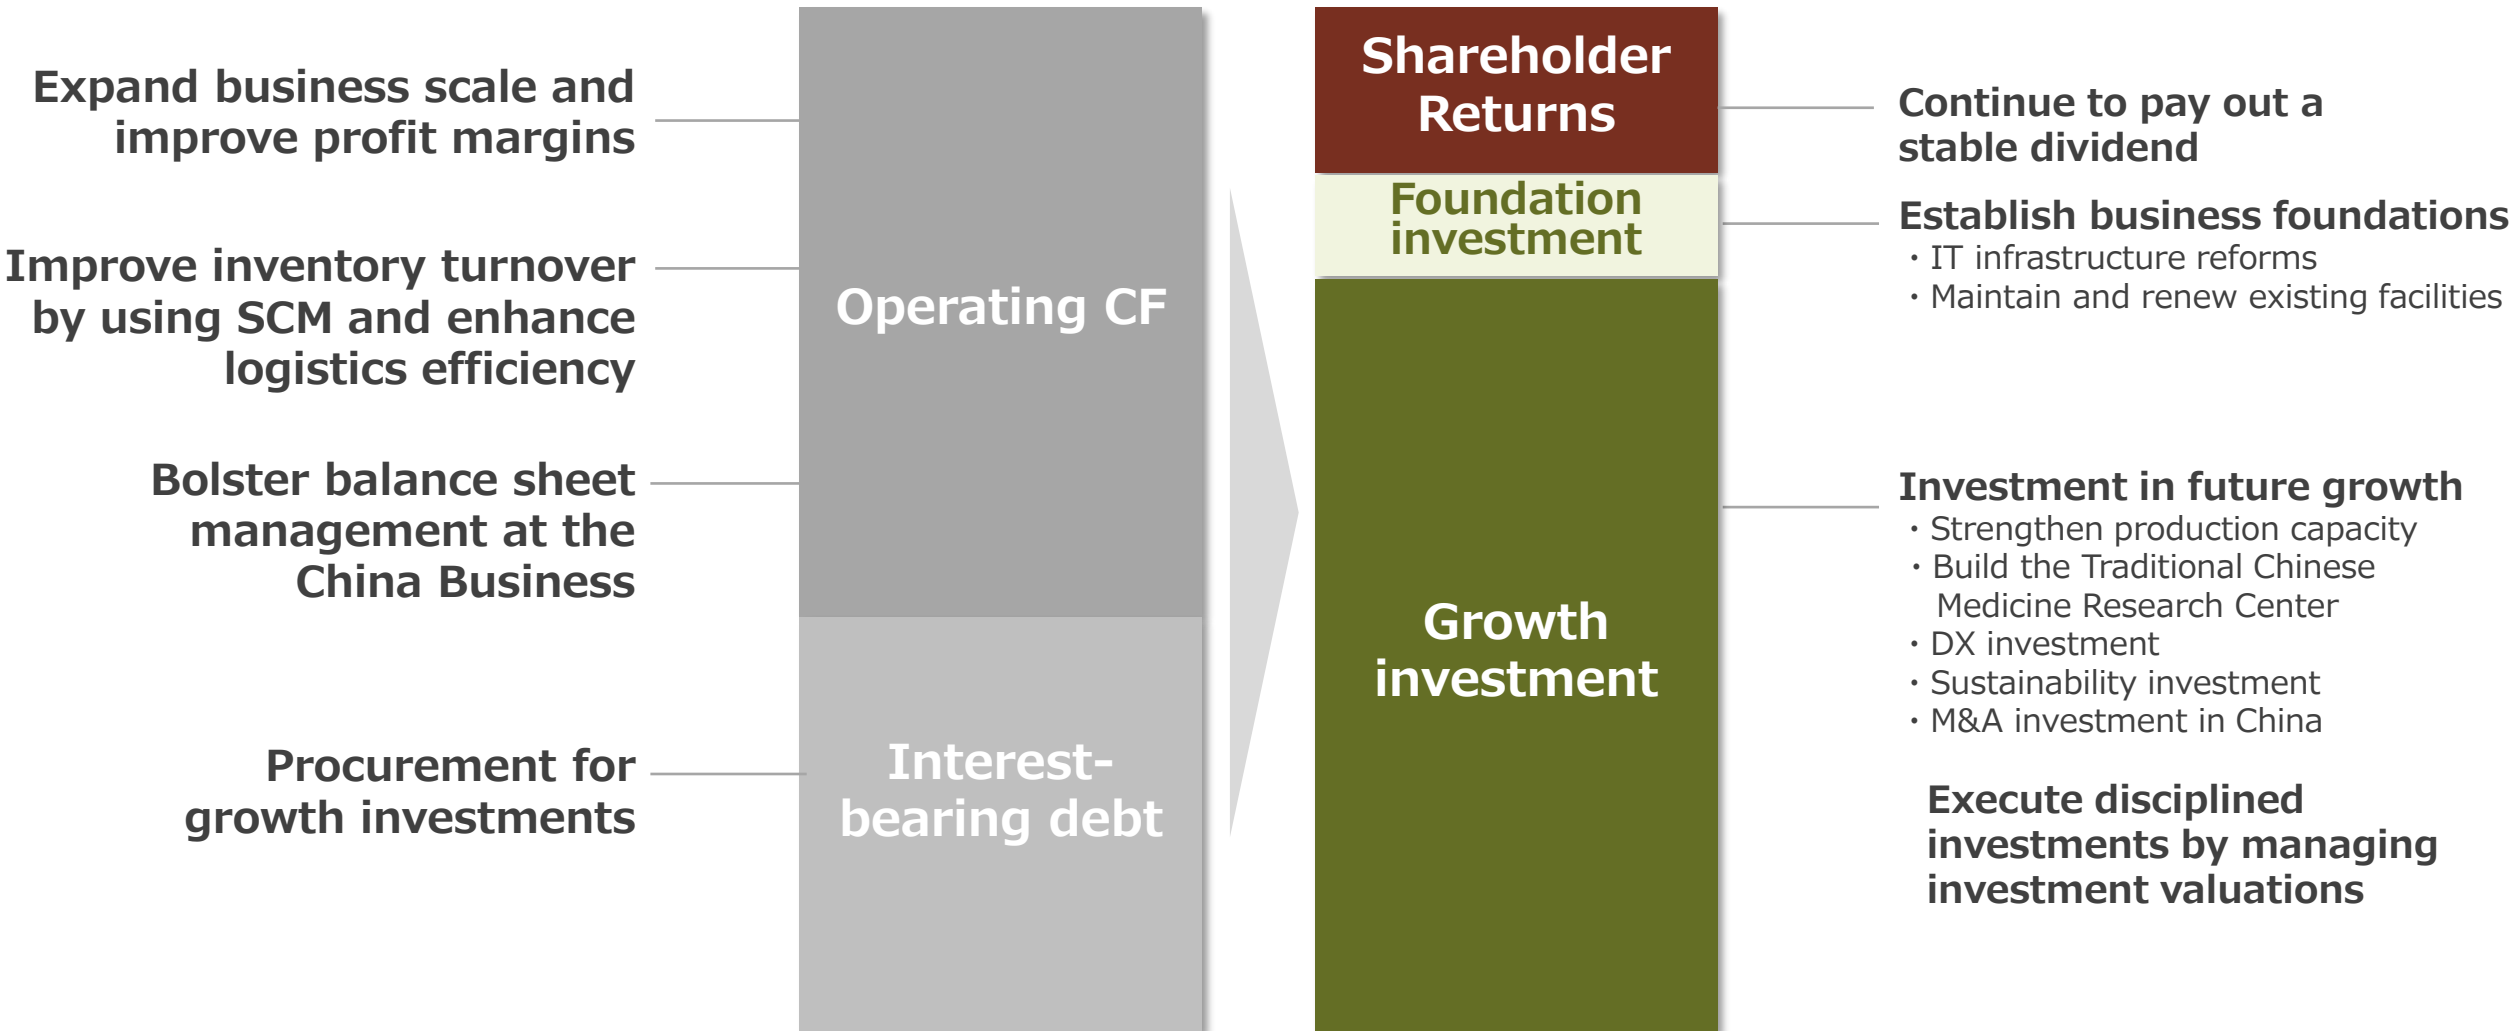 Expand business scale and
improve profit margins
Improve inventory turnover
by using SCM and enhance
logistics efficiency
Bolster balance sheet
management at the
China Business
Procurement for
growth investments
Operating CF
Interest-
bearing debt
Shareholder
Returns
Foundation
investment
Growth
investment
Continue to pay out a
stable dividend
Establish business foundations
・IT infrastructure reforms
・Maintain and renew existing facilities
Investment in future growth
・Strengthen production capacity
・Build the Traditional Chinese
Medicine Research Center
・DX investment
・Sustainability investment
・M&A investment in China
Execute disciplined
investments by managing
investment valuations